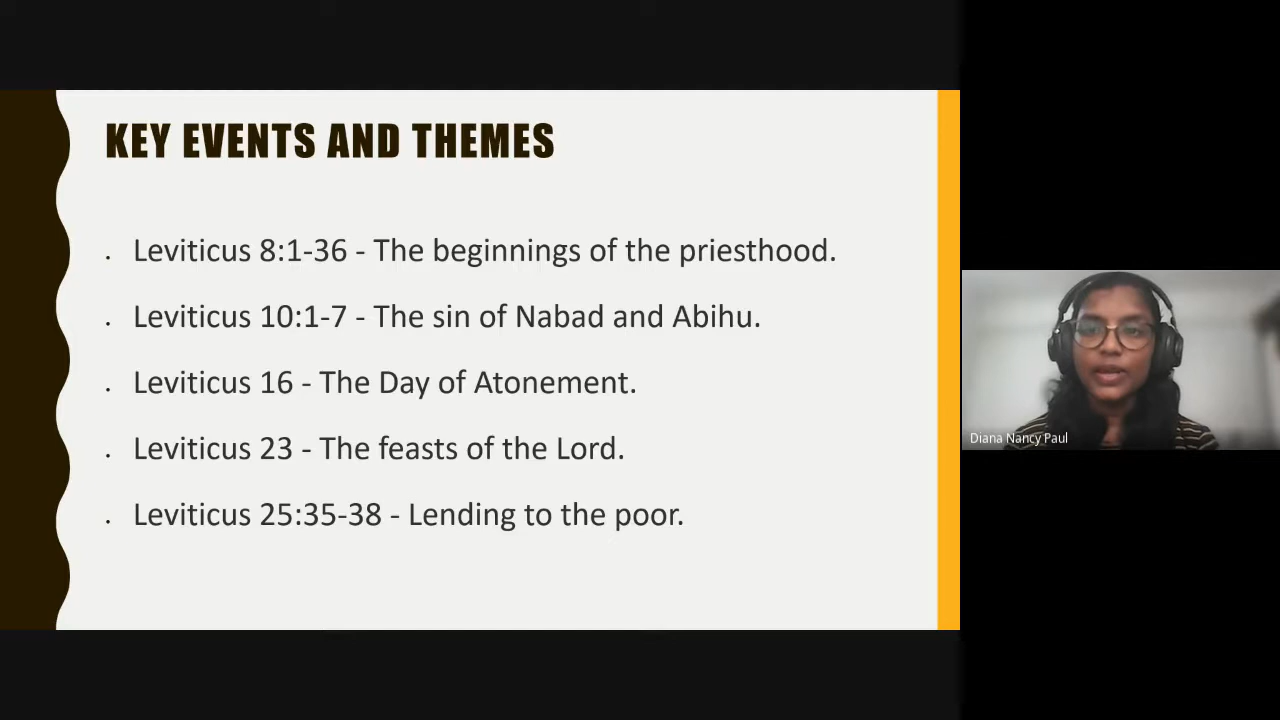 KEY EVENTS AND THEMES
Leviticus 8:1-36 - The beginnings of the priesthood.
Leviticus 10:1-7 - The sin of Nabad and Abihu.
Leviticus 16 - The Day of Atonement.
Leviticus 23 - The feasts of the Lord.
Leviticus 25:35-38 - Lending to the poor.
Diana Nancy Paul